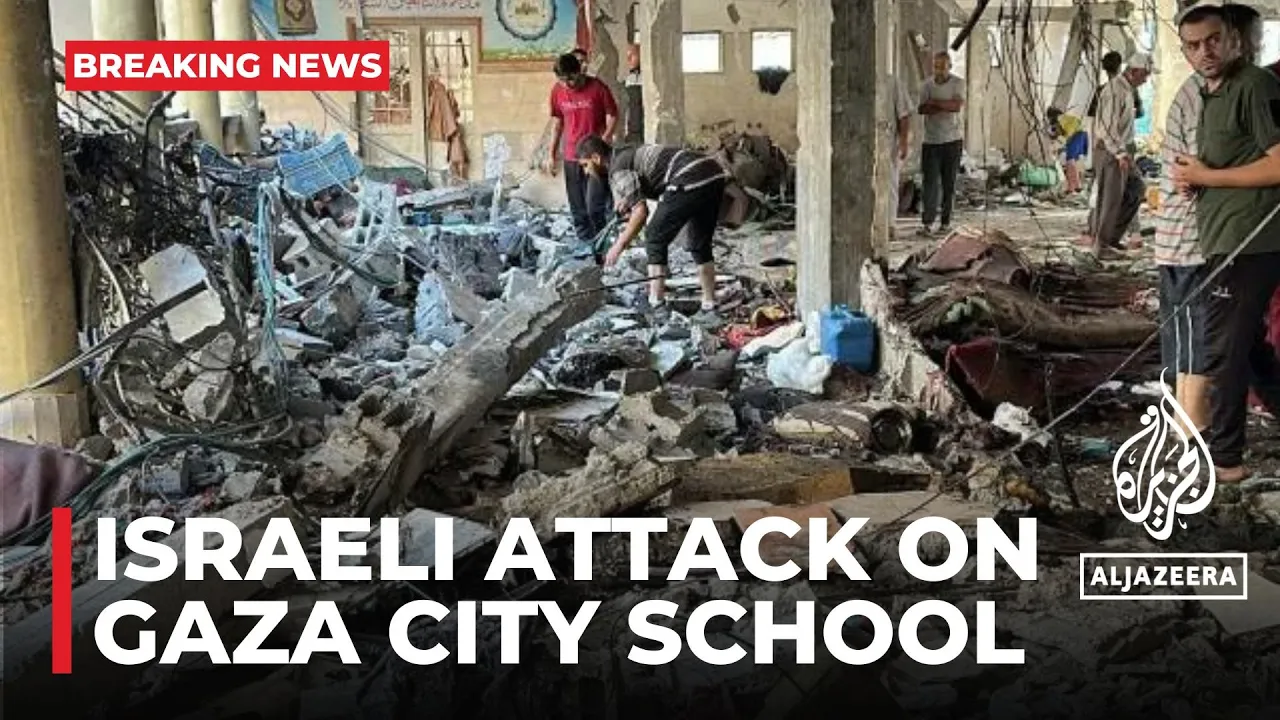 BREAKING NEWS
ISRAELI ATTACK ON
GAZA CITY SCHOOL
الجزيرة
ALJAZEERA